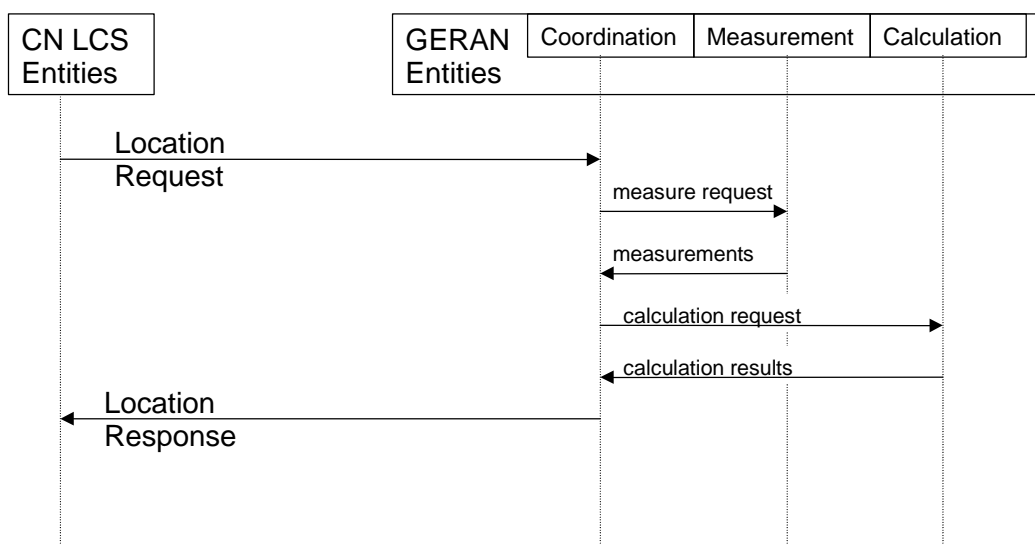 CN LCS
Entities
GERAN
Entities
Coordination
Measurement
Calculation
Location
Request
measure request
measurements
calculation request
calculation results
Location
Response